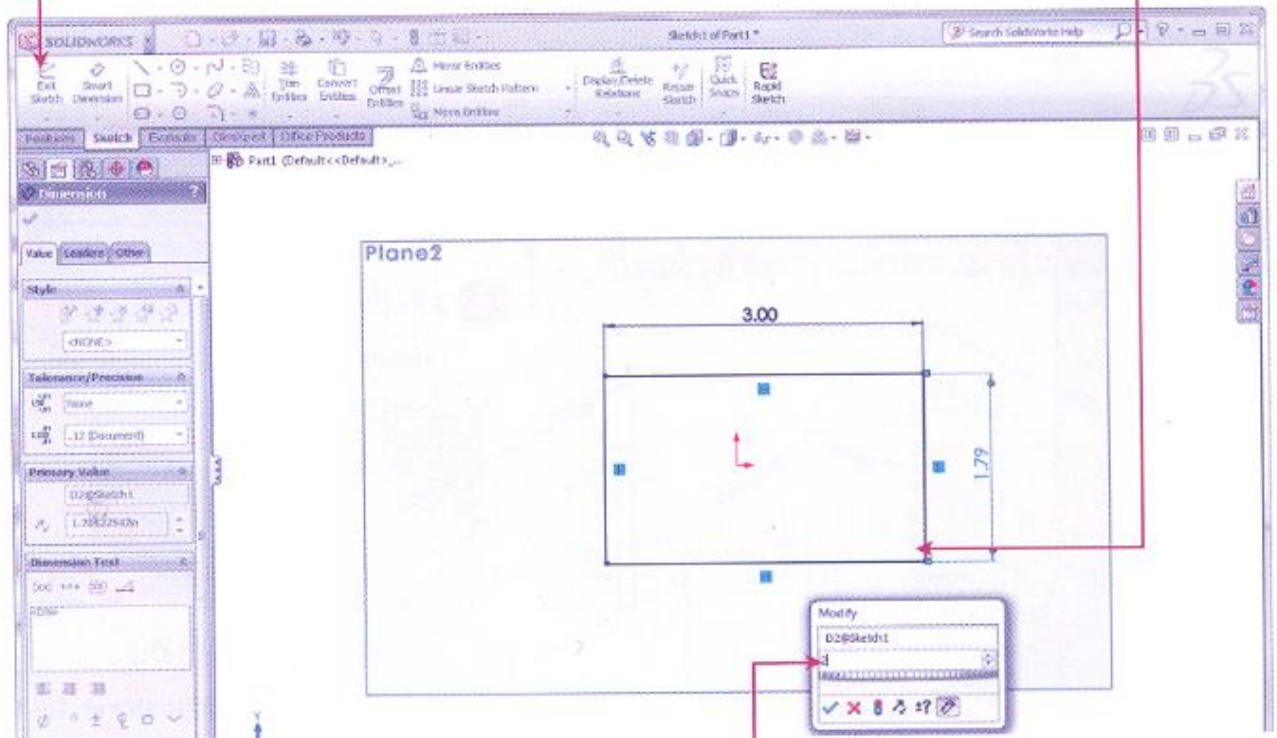 SOLIDWORKS
Sketch1 of Part1 *
Search SolidWorks Help
Exit Sketch
Smart Dimension
Trim Entities
Convert Entities
Offset Entities
Mirror Entities
Linear Sketch Pattern
Move Entities
Display/Delete Relations
Repair Sketch
Quick Snaps
Rapid Sketch
Features Sketch Evaluate DimXpert Office Products
Part1 (Default<<Default>_...
Dimension ?
Value Leaders Other
Style
<NONE>
Tolerance/Precision
None
.12 (Document)
Primary Value
D2@Sketch1
Dimension Text
<DIM>
Plane2
3.00
1.79
Modify
D2@Sketch1
Y